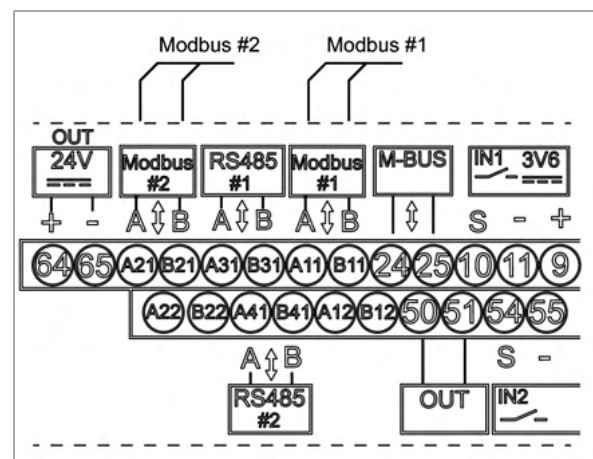 Modbus #2 Modbus #1
OUT
24V Modbus #2 RS485 #1 Modbus #1 M-BUS IN1 3V6
+ - A B A B A B S - +
64 65 A21 B21 A31 B31 A11 B11 24 25 10 11 9
A22 B22 A41 B41 A12 B12 50 51 54 55
A B S -
RS485 #2 OUT IN2